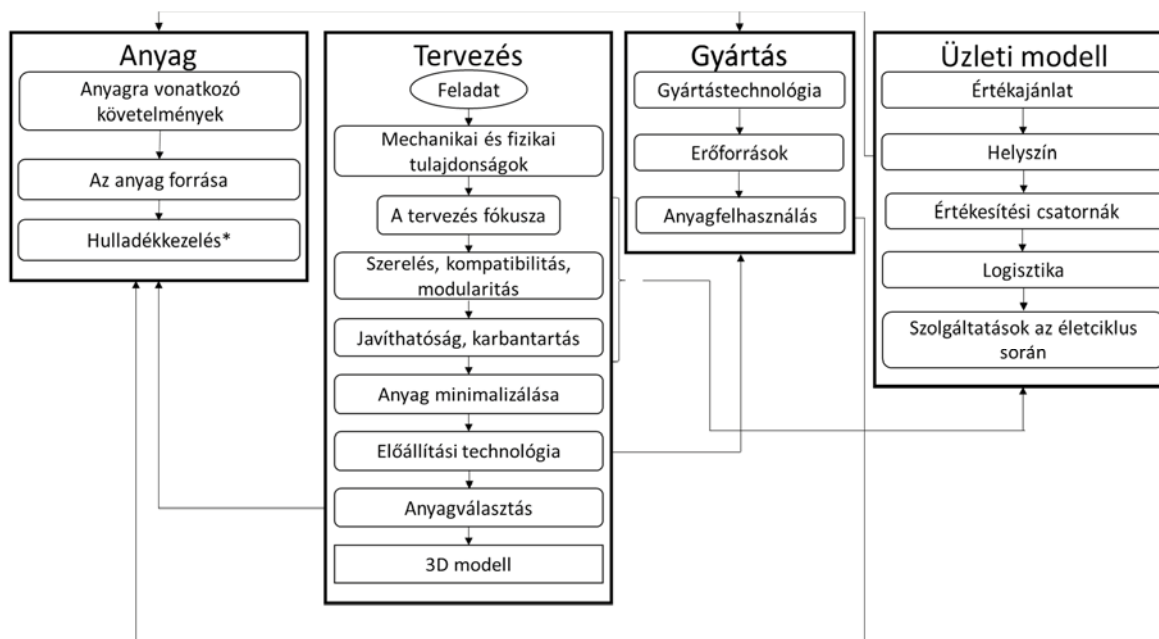 Anyag
Anyagra vonatkozó
követelmények
Az anyag forrása
Hulladékkezelés*
Tervezés
Feladat
Mechanikai és fizikai
tulajdonságok
A tervezés fókusza
Szerelés, kompatibilitás,
modularitás
Javíthatóság, karbantartás
Anyag minimalizálása
Előállítási technológia
Anyagválasztás
3D modell
Gyártás
Gyártástechnológia
Erőforrások
Anyagfelhasználás
Üzleti modell
Értékajánlat
Helyszín
Értékesítési csatornák
Logisztika
Szolgáltatások az életciklus
során